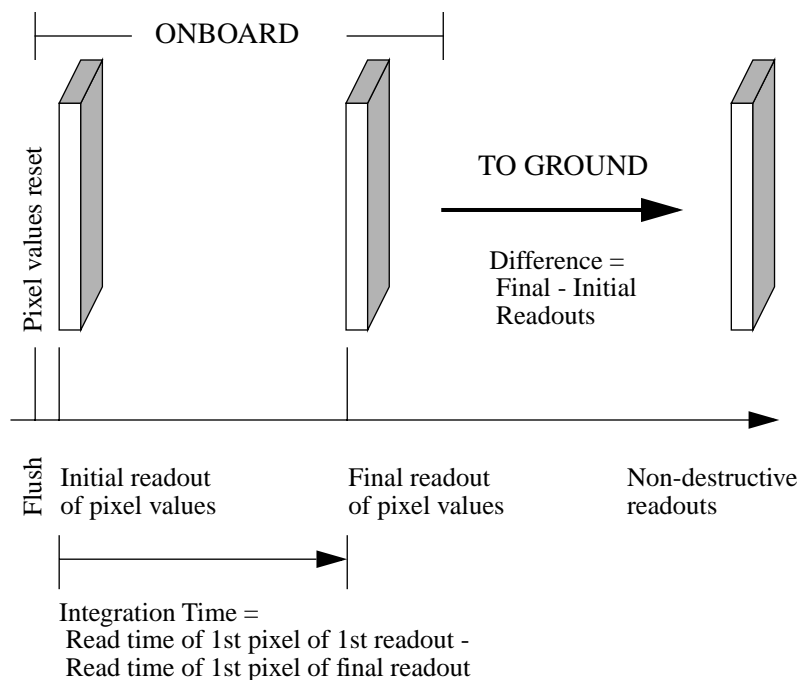 ONBOARD
Pixel values reset
TO GROUND
Difference =
Final - Initial
Readouts
Flush
Initial readout
of pixel values
Final readout
of pixel values
Non-destructive
readouts
Integration Time =
Read time of 1st pixel of 1st readout -
Read time of 1st pixel of final readout